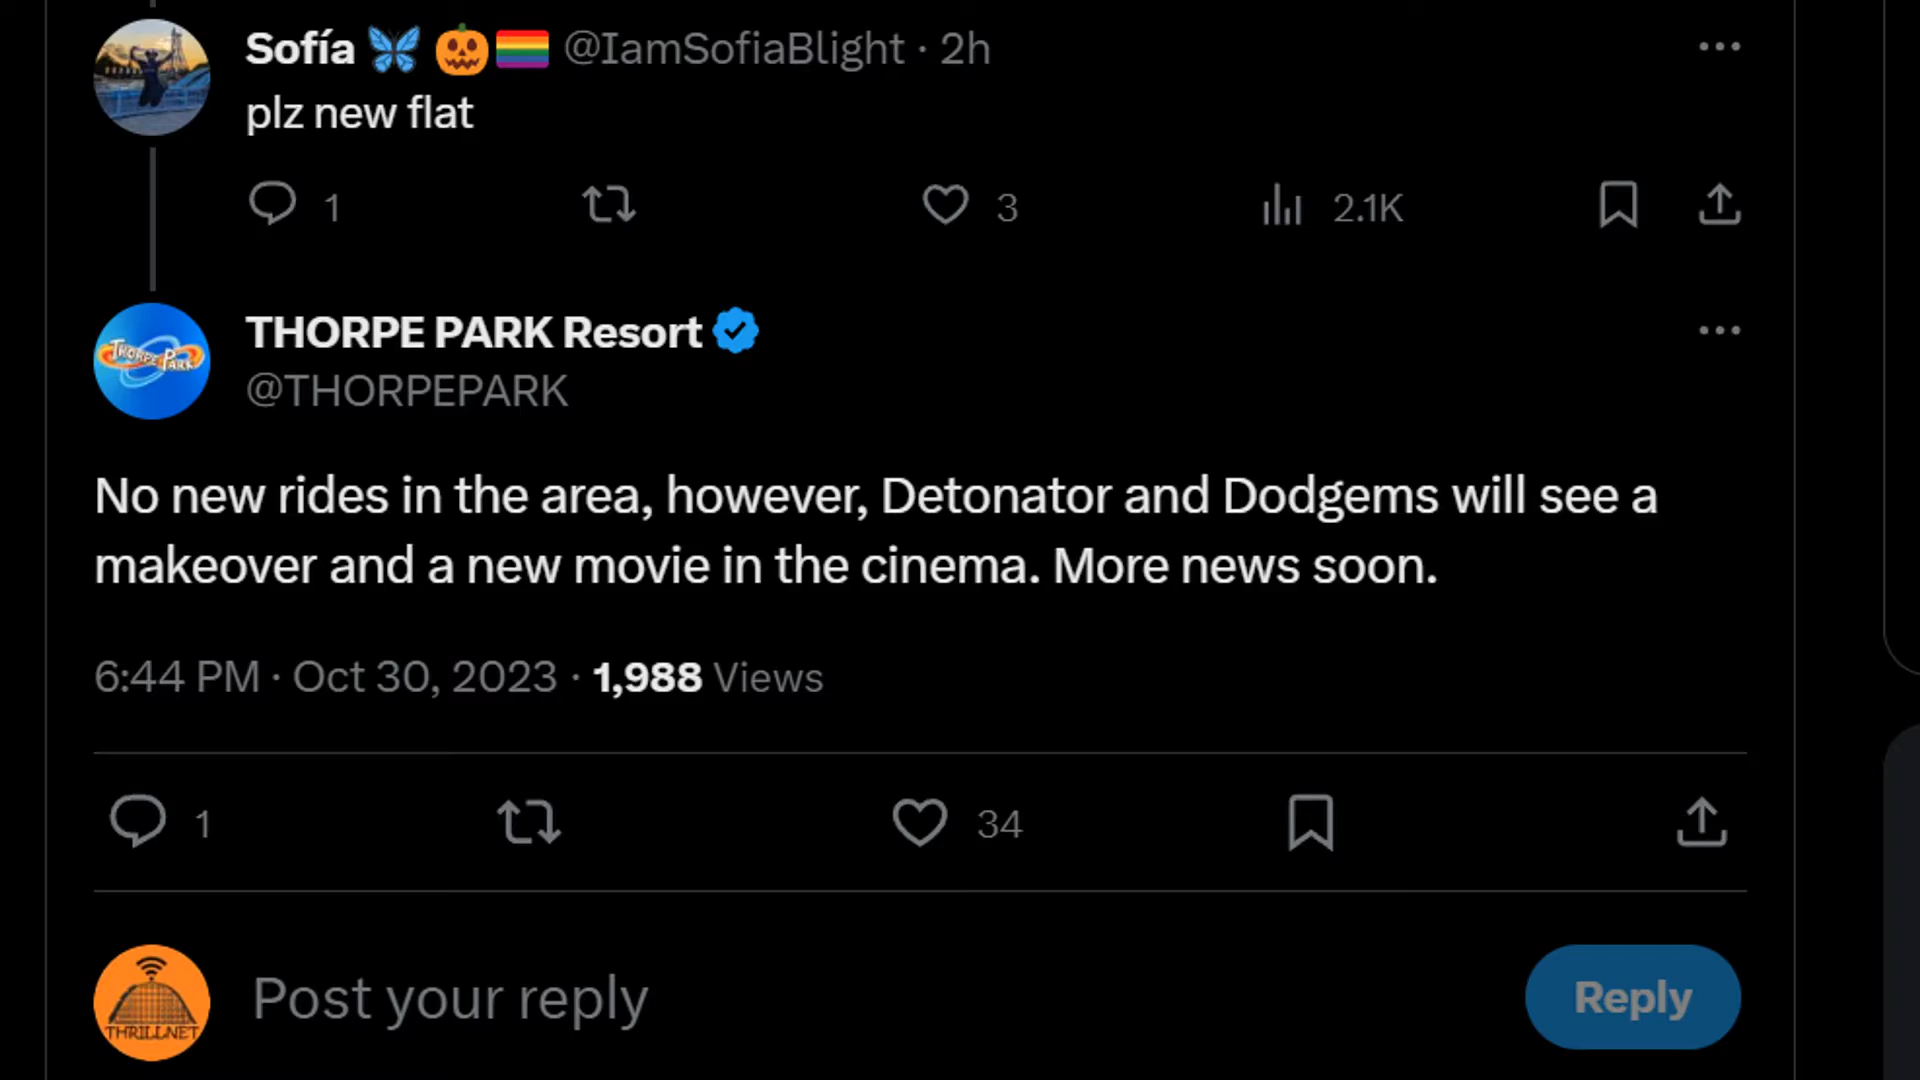 Sofía 🦋 🎃 🏳️‍🌈 @IamSofiaBlight · 2h
plz new flat
1 3 2.1K
THORPE PARK Resort
@THORPEPARK
THORPE PARK
No new rides in the area, however, Detonator and Dodgems will see a
makeover and a new movie in the cinema. More news soon.
6:44 PM · Oct 30, 2023 · 1,988 Views
1 34
THRILLNET
Post your reply
Reply